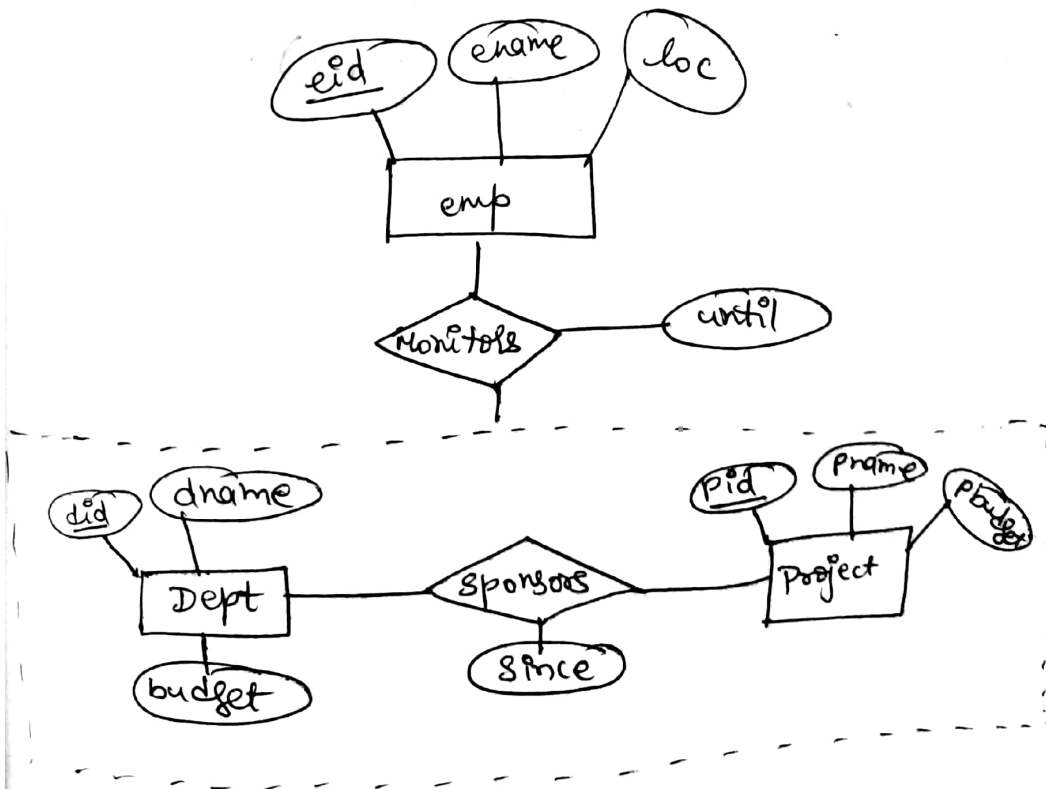 eid
ename
loc
emp
Monitors
until
did
dname
pid
pname
pbudget
Dept
Sponsors
Project
budget
Since